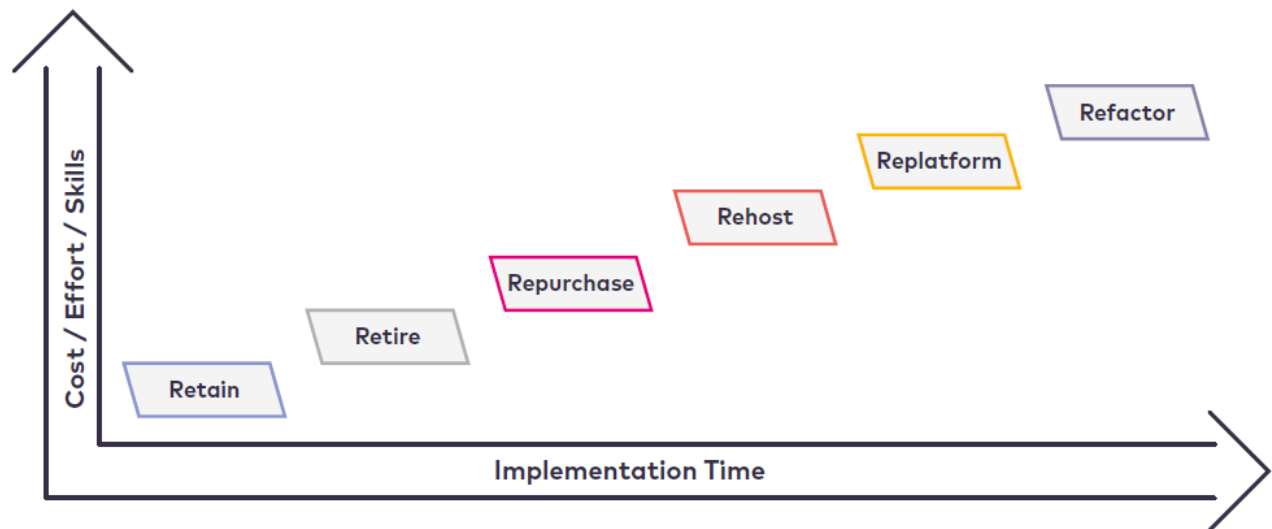 Refactor
Replatform
Rehost
Repurchase
Retire
Retain
Cost / Effort / Skills
Implementation Time